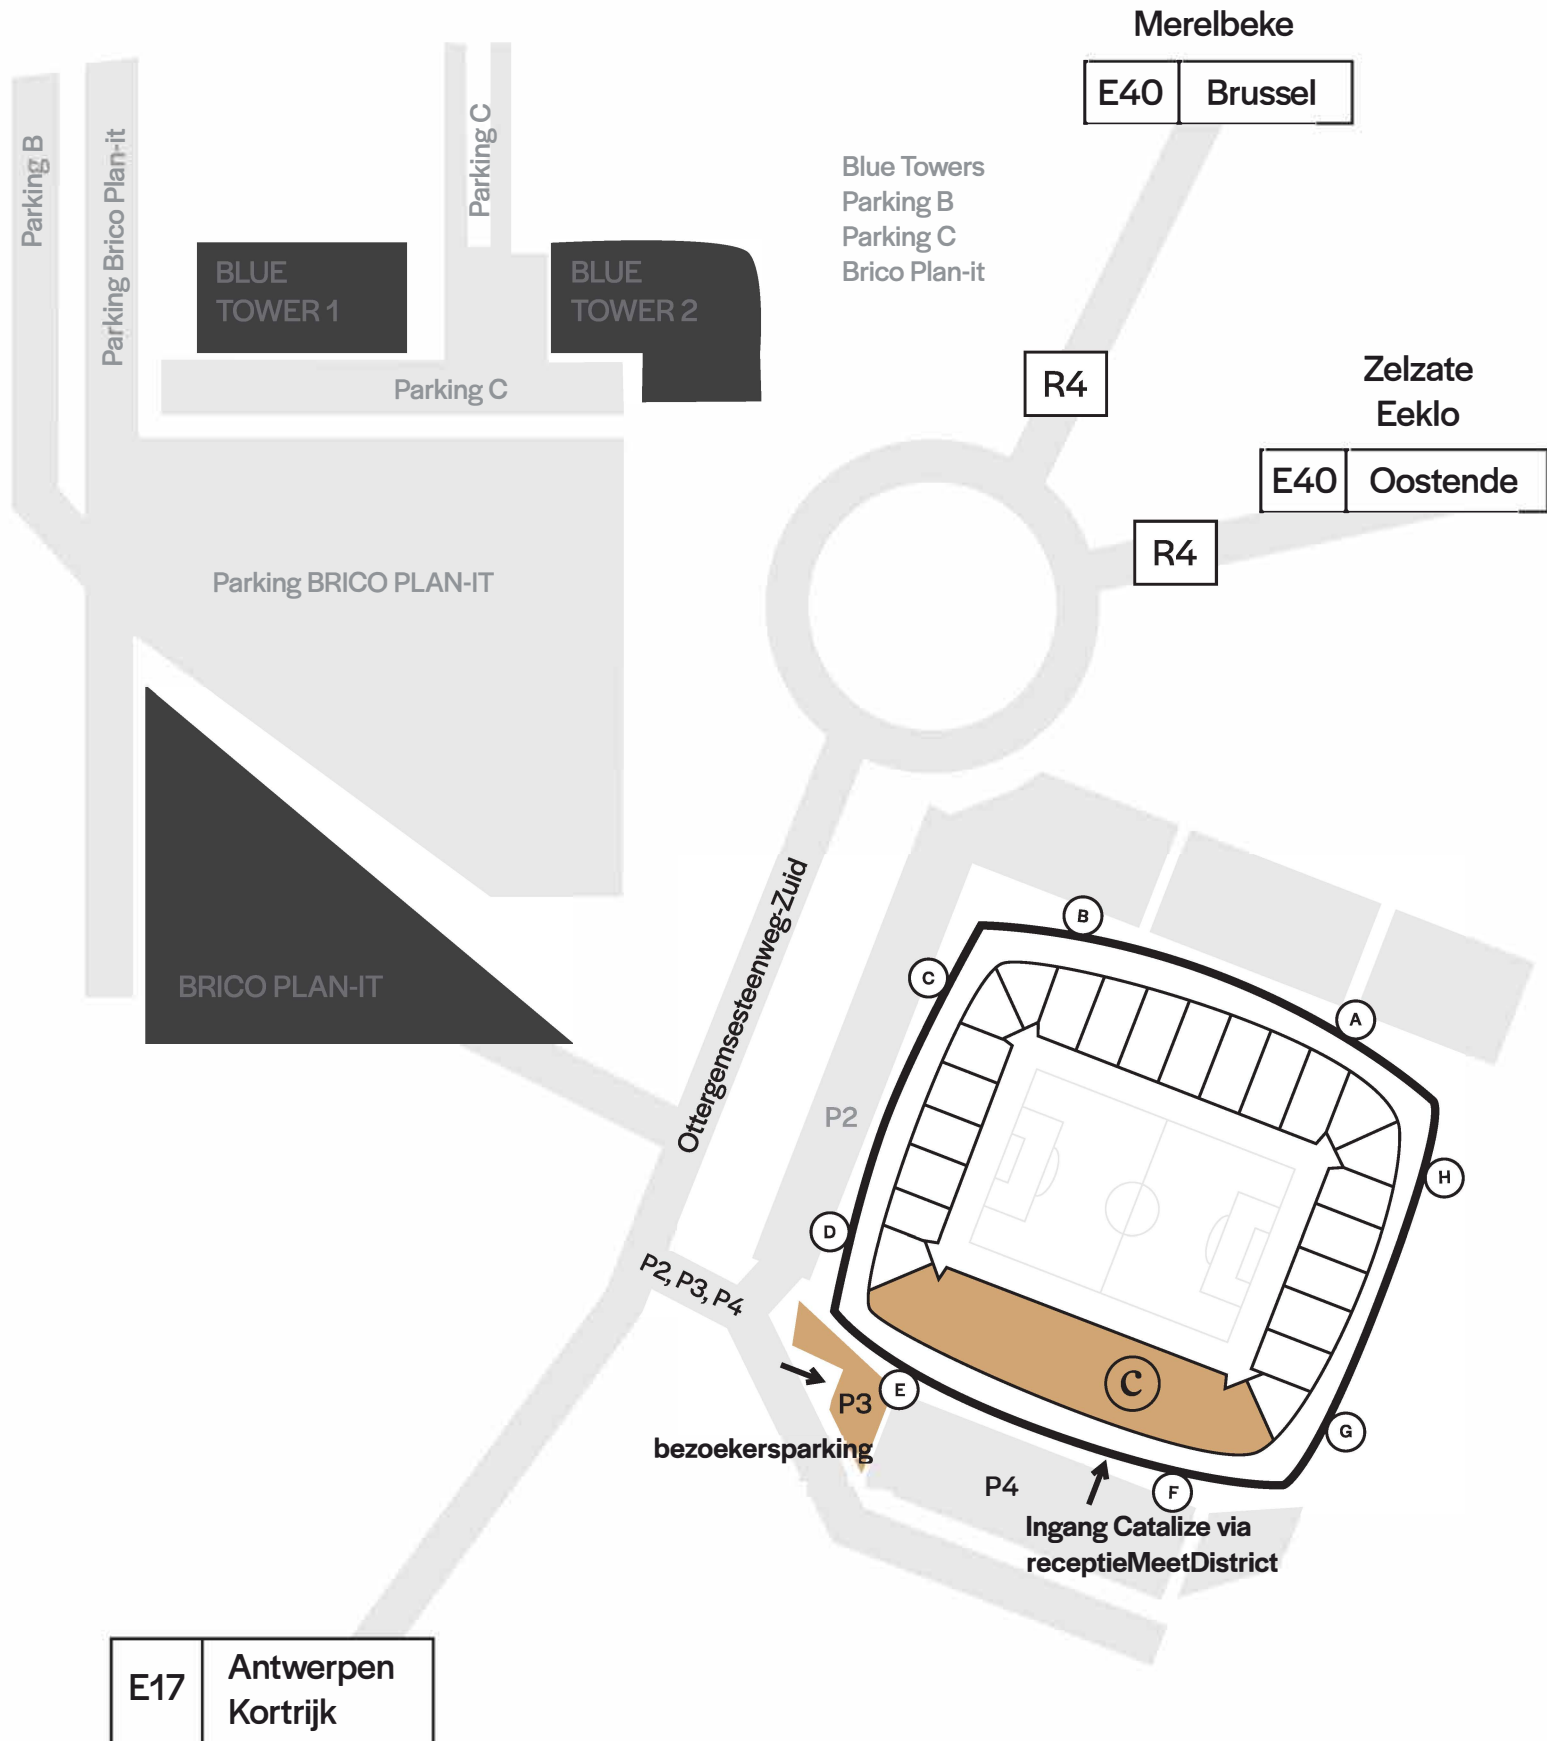 Merelbeke
E40 Brussel
Parking B
Parking Brico Plan-it
Parking C
Blue Towers
Parking B
Parking C
Brico Plan-it
BLUE
TOWER 1
BLUE
TOWER 2
Parking C
R4
Zelzate
Eeklo
E40 Oostende
R4
Parking BRICO PLAN-IT
BRICO PLAN-IT
Ottergemsesteenweg-Zuid
B
C
A
P2
H
D
P2, P3, P4
C
E
P3
G
bezoekersparking
P4
F
Ingang Catalize via
receptieMeetDistrict
E17
Antwerpen
Kortrijk